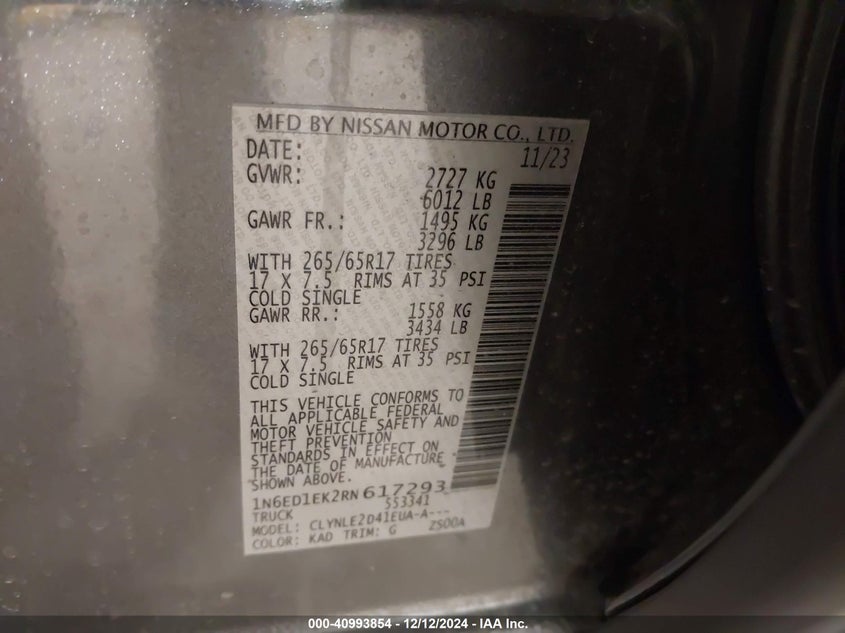 MFD BY NISSAN MOTOR CO., LTD.
DATE: 11/23
GVWR: 2727 KG
6012 LB
GAWR FR.: 1495 KG
3296 LB
WITH 265/65R17 TIRES
17 X 7.5 RIMS AT 35 PSI
COLD SINGLE
GAWR RR.: 1558 KG
3434 LB
WITH 265/65R17 TIRES
17 X 7.5 RIMS AT 35 PSI
COLD SINGLE
THIS VEHICLE CONFORMS TO
ALL APPLICABLE FEDERAL
MOTOR VEHICLE SAFETY AND
THEFT PREVENTION
STANDARDS IN EFFECT ON
THE DATE OF MANUFACTURE
SHOWN ABOVE.
1N6ED1EK2RN617293
TRUCK 553341
MODEL: CLYNLE2D41EUA-A---
COLOR: KAD TRIM: G ZS00A
000-40993854 - 12/12/2024 - IAA Inc.